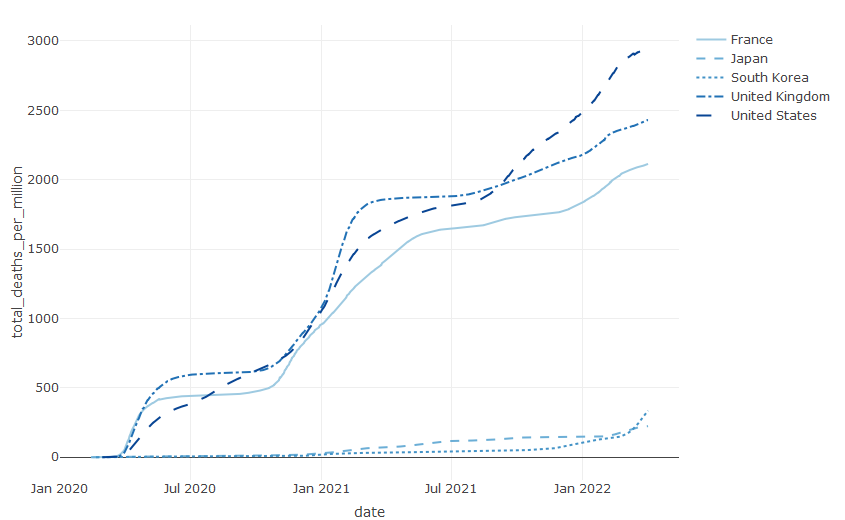 3000
2500
2000
1500
1000
500
0
total_deaths_per_million
Jan 2020
Jul 2020
Jan 2021
Jul 2021
Jan 2022
date
France
Japan
South Korea
United Kingdom
United States